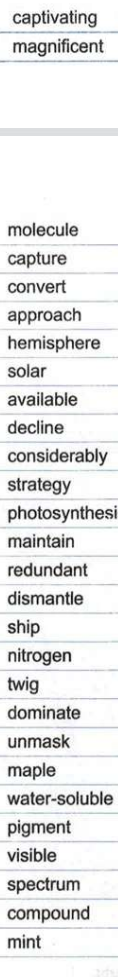 captivating
magnificent
molecule
capture
convert
approach
hemisphere
solar
available
decline
considerably
strategy
photosynthesi
maintain
redundant
dismantle
ship
nitrogen
twig
dominate
unmask
maple
water-soluble
pigment
visible
spectrum
compound
mint